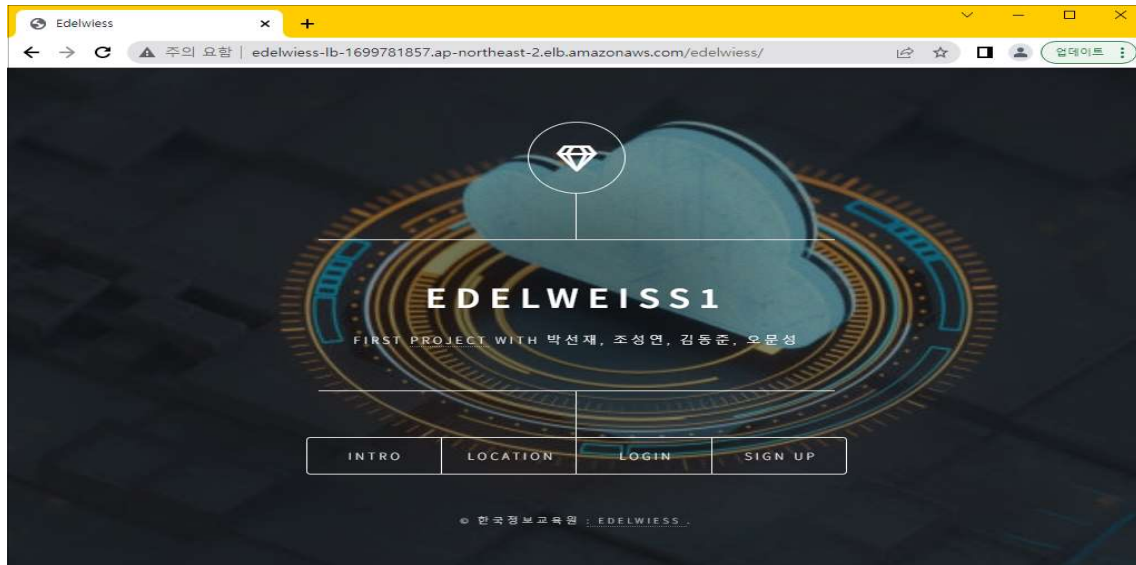 Edelwiess
주의 요함 | edelwiess-lb-1699781857.ap-northeast-2.elb.amazonaws.com/edelwiess/ 업데이트
EDELWEISS1
FIRST PROJECT WITH 박선재, 조성연, 김동준, 오문성
INTRO LOCATION LOGIN SIGN UP
© 한국정보교육원 : EDELWIESS .